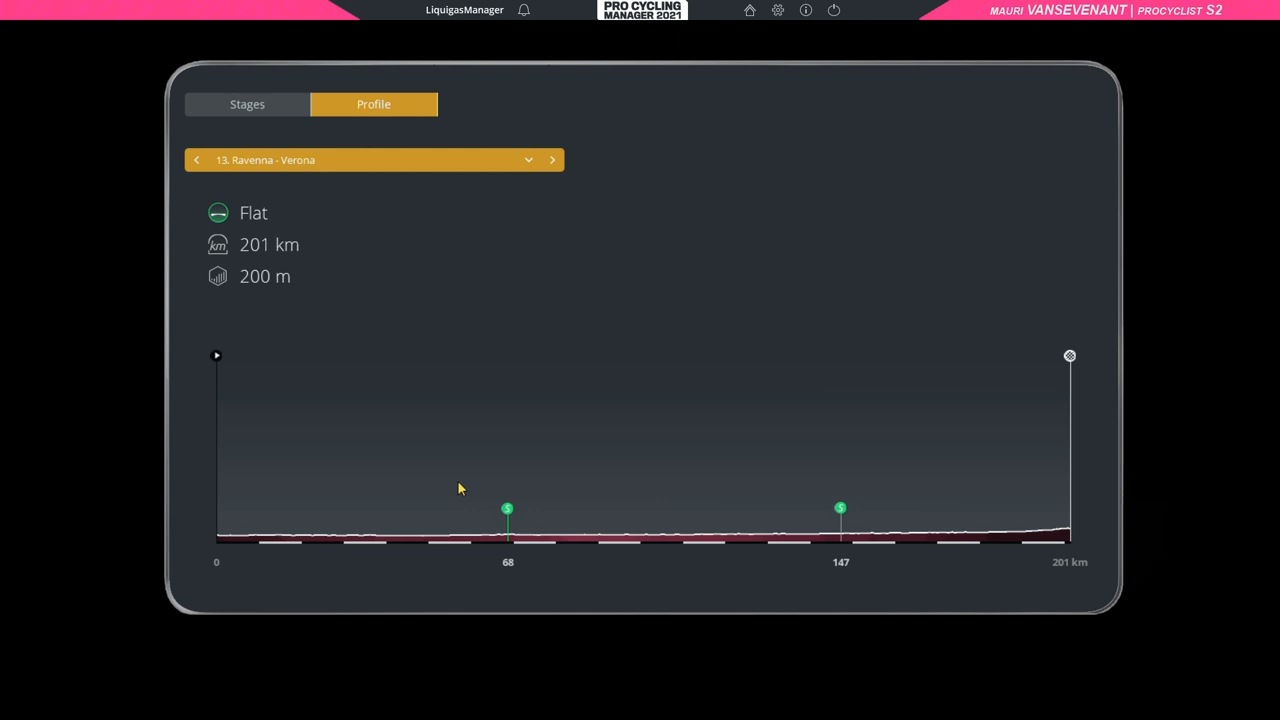 LiquigasManager
PRO CYCLING
MANAGER 2021
MAURI VANSEVENANT | PROCYCLIST S2
Stages
Profile
13. Ravenna - Verona
Flat
km 201 km
200 m
S
S
0
68
147
201 km